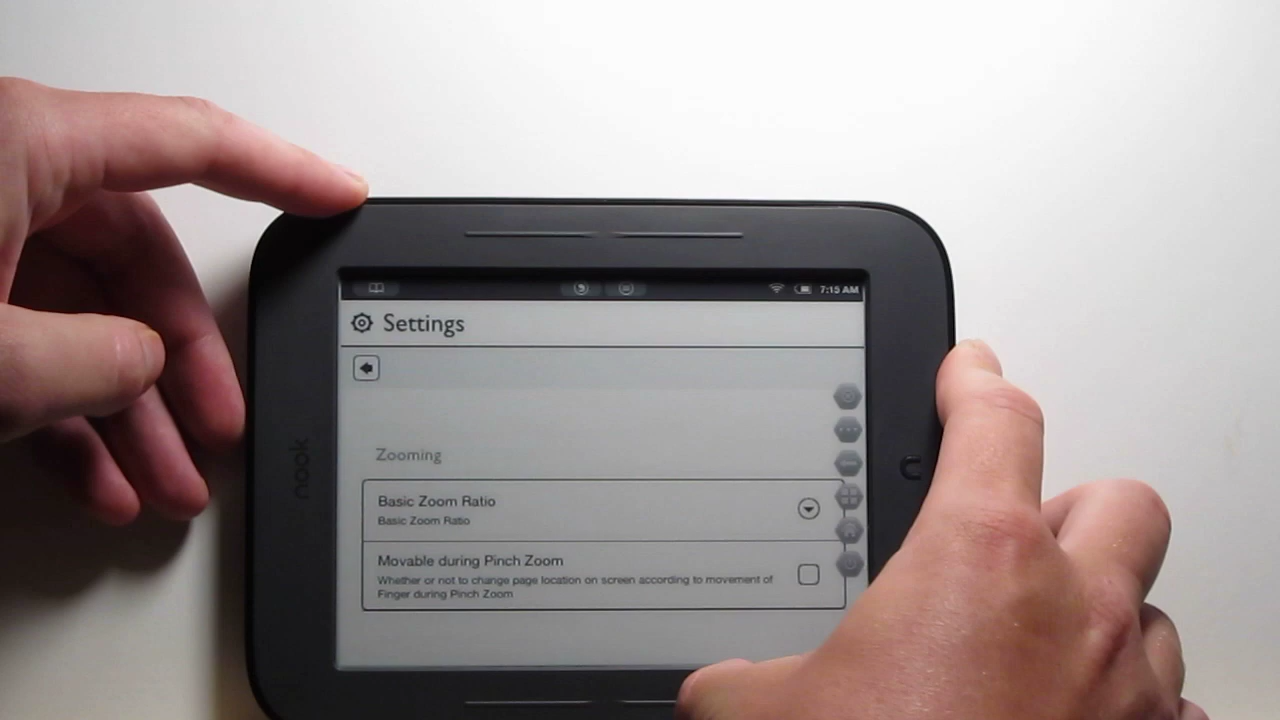 7:15 AM
Settings
Zooming
Basic Zoom Ratio
Basic Zoom Ratio
Movable during Pinch Zoom
Whether or not to change page location on screen according to movement of
Finger during Pinch Zoom
nook